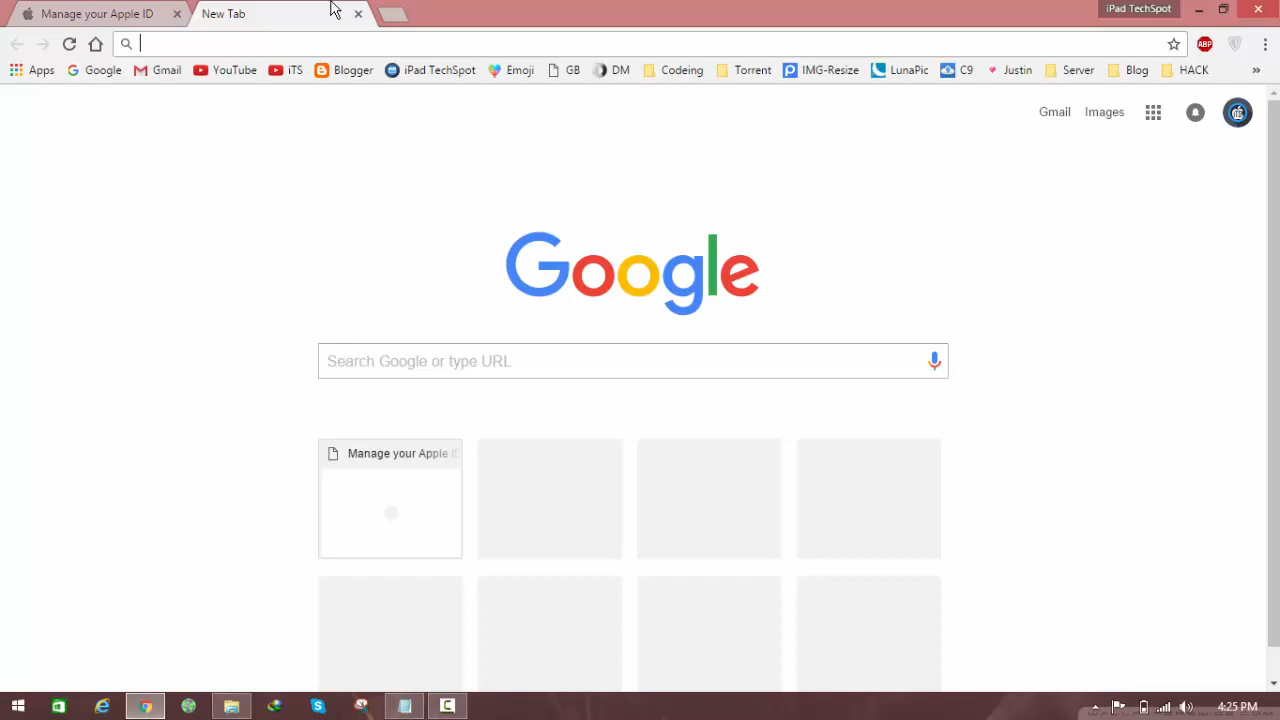 Manage your Apple ID
New Tab
iPad TechSpot
ABP
Apps Google Gmail YouTube iTS Blogger iPad TechSpot Emoji GB DM Codeing Torrent IMG-Resize LunaPic C9 Justin Server Blog HACK »
Gmail Images
Google
Search Google or type URL
Manage your Apple ID
4:25 PM